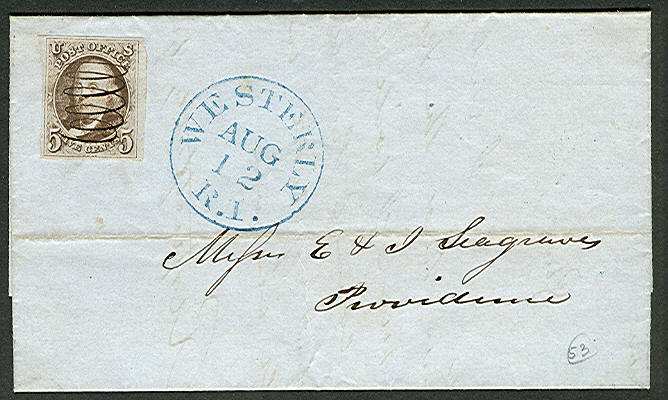 U S
POST OFFICE
5 FIVE CENTS 5
WESTERLY
AUG
12
R.I.
Messrs E & J Seagraves
Providence
53